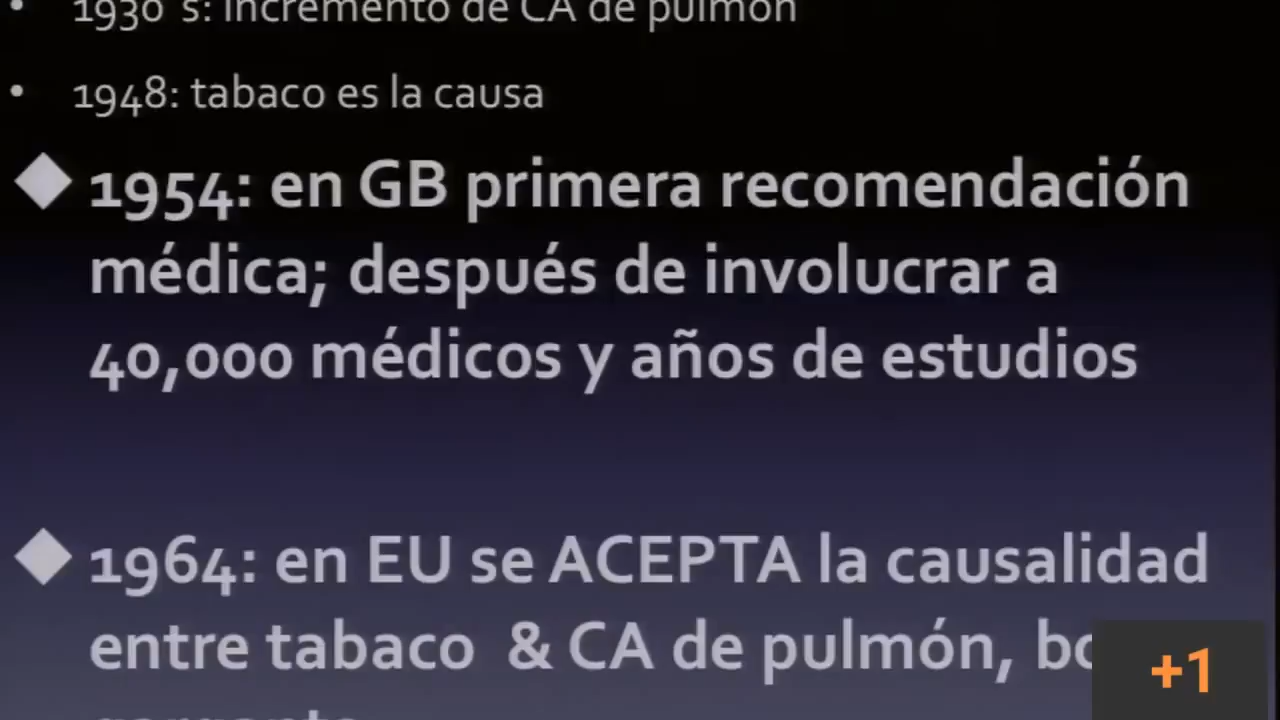 • 1930's: incremento de CA de pulmón
• 1948: tabaco es la causa
◆ 1954: en GB primera recomendación
médica; después de involucrar a
40,000 médicos y años de estudios
◆ 1964: en EU se ACEPTA la causalidad
entre tabaco & CA de pulmón,
+1